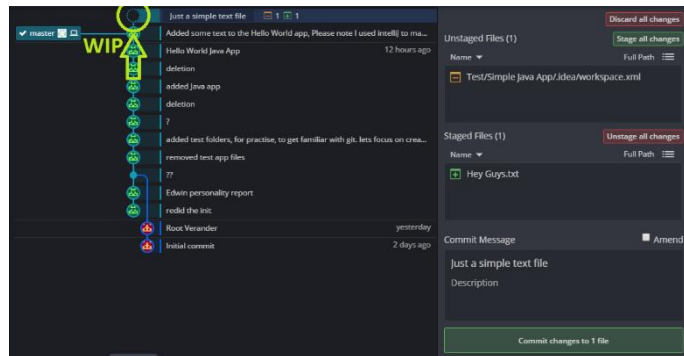 Just a simple text file 1 1
master
WIP
Added some text to the Hello World app, Please note I used intellij to ma...
Hello World Java App 12 hours ago
deletion
added Java app
deletion
?
added test folders, for practise, to get familiar with git. lets focus on crea...
removed test app files
??
Edwin personality report
redid the init
Root Verander yesterday
Initial commit 2 days ago
Discard all changes
Unstaged Files (1) Stage all changes
Name Full Path
Test/Simple Java App/.idea/workspace.xml
Staged Files (1) Unstage all changes
Name Full Path
Hey Guys.txt
Commit Message Amend
Just a simple text file
Description
Commit changes to 1 file